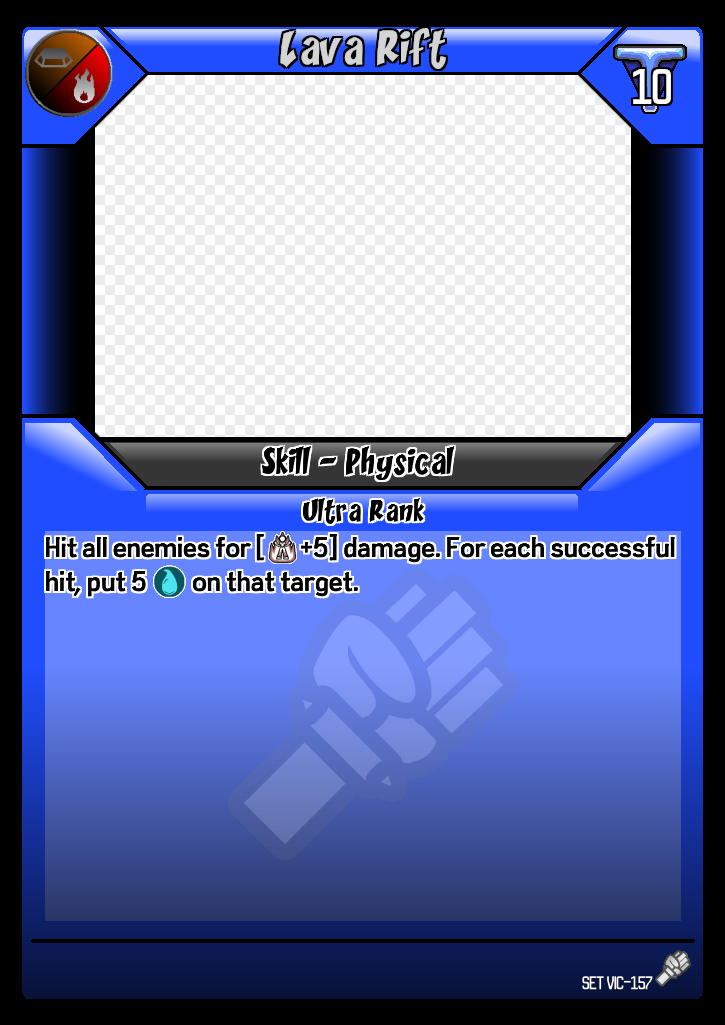 Lava Rift
10
Skill - Physical
Ultra Rank
Hit all enemies for [ +5] damage. For each successful
hit, put 5 on that target.
SET VIC-157